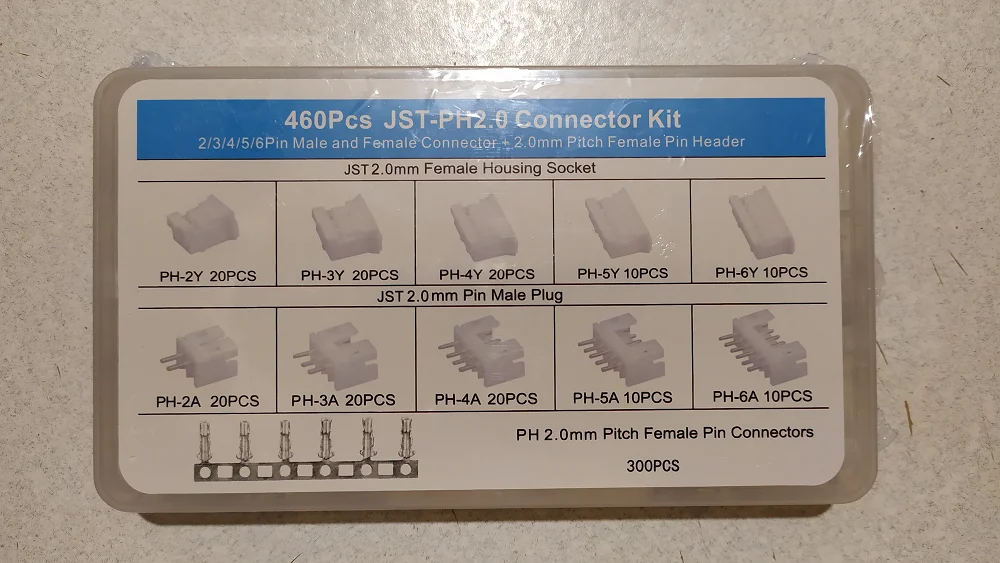 460Pcs JST-PH2.0 Connector Kit
2/3/4/5/6Pin Male and Female Connector + 2.0mm Pitch Female Pin Header
JST2.0mm Female Housing Socket
PH-2Y 20PCS PH-3Y 20PCS PH-4Y 20PCS PH-5Y 10PCS PH-6Y 10PCS
JST 2.0mm Pin Male Plug
PH-2A 20PCS PH-3A 20PCS PH-4A 20PCS PH-5A 10PCS PH-6A 10PCS
PH 2.0mm Pitch Female Pin Connectors
300PCS